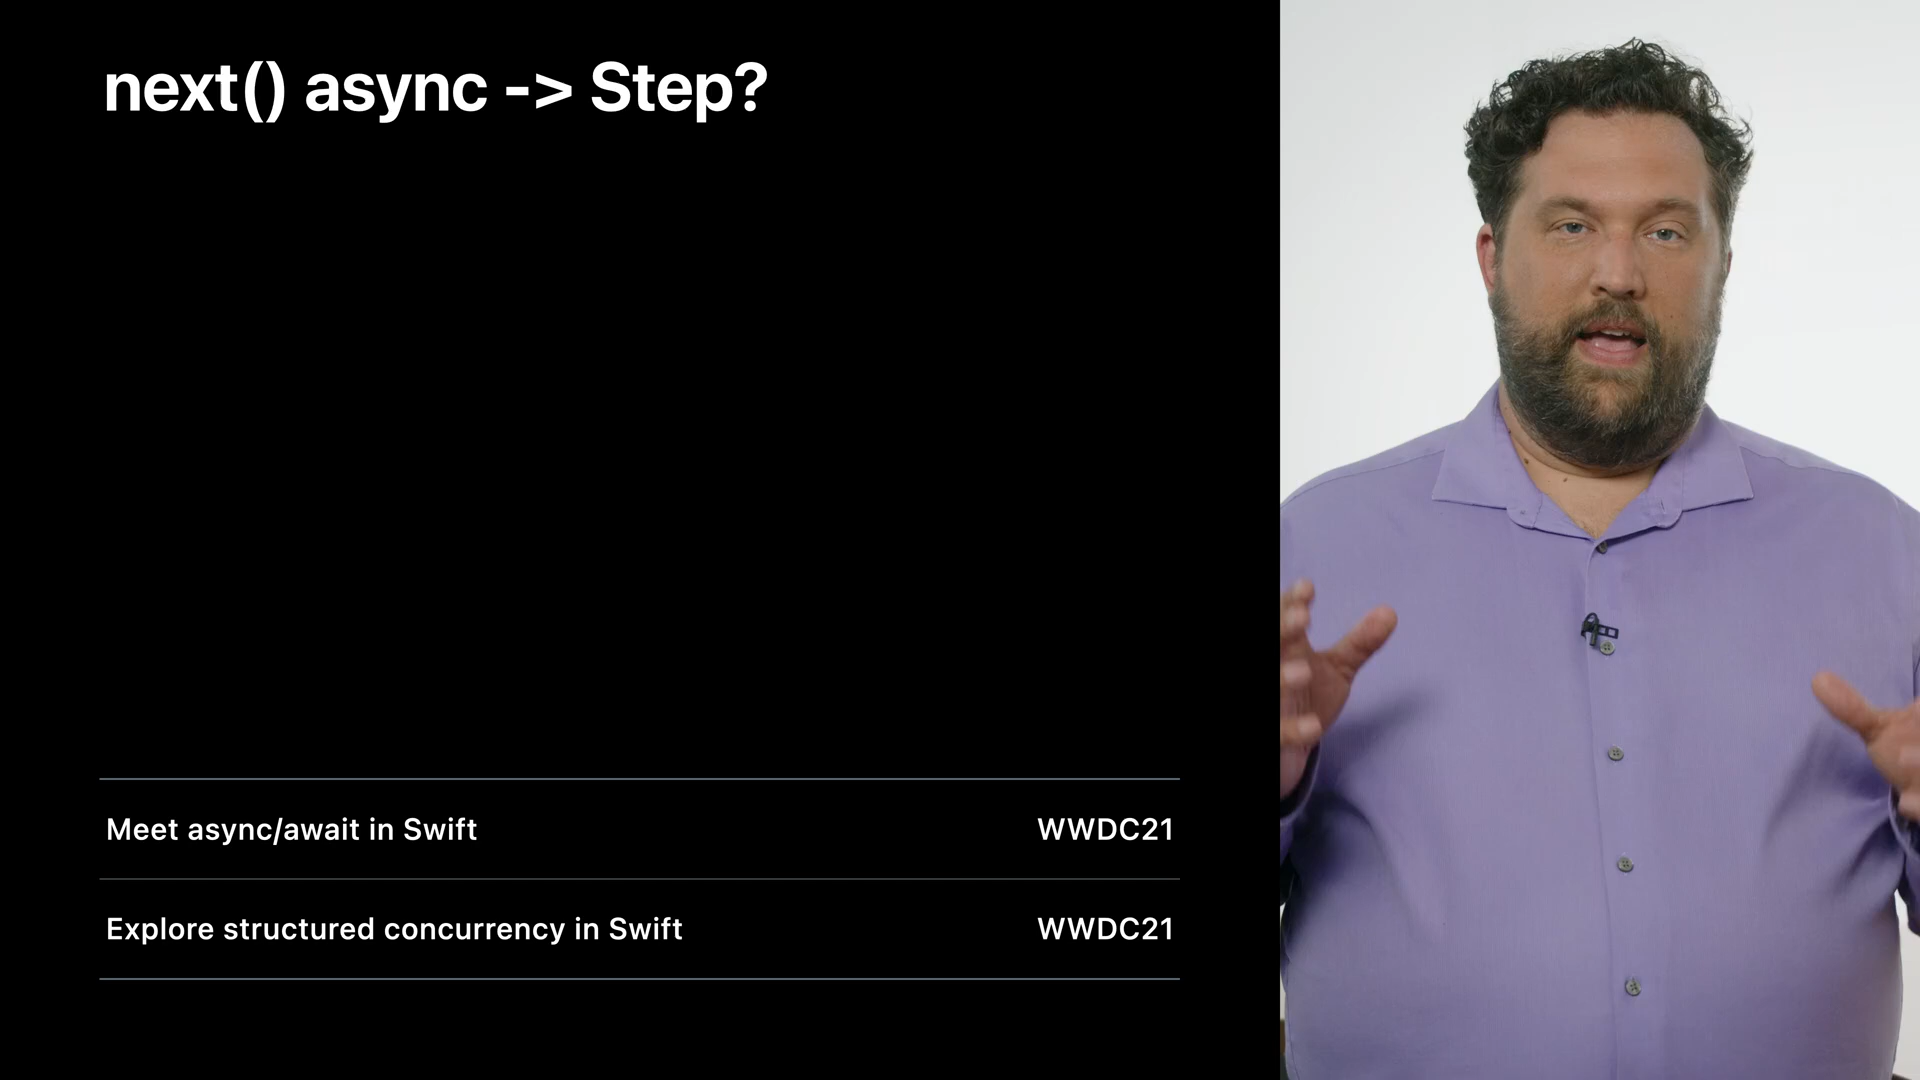 next() async -> Step?
Meet async/await in Swift WWDC21
Explore structured concurrency in Swift WWDC21